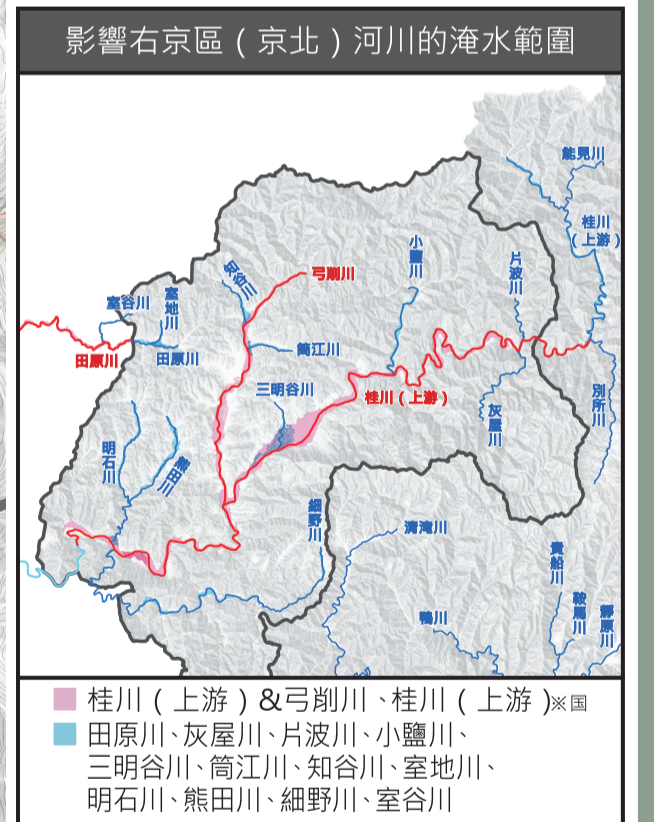 影響右京區（京北）河川的淹水範圍
能見川
桂川
（上游）
小鹽川
片波川
知谷川
弓削川
室谷川
室地川
田原川
田原川
筒江川
三明谷川
桂川（上游）
灰屋川
別所川
明石川
熊田川
細野川
清滝川
貴船川
鞍馬川
靜原川
鴨川
桂川（上游）&弓削川、桂川（上游）※国
田原川、灰屋川、片波川、小鹽川、
三明谷川、筒江川、知谷川、室地川、
明石川、熊田川、細野川、室谷川